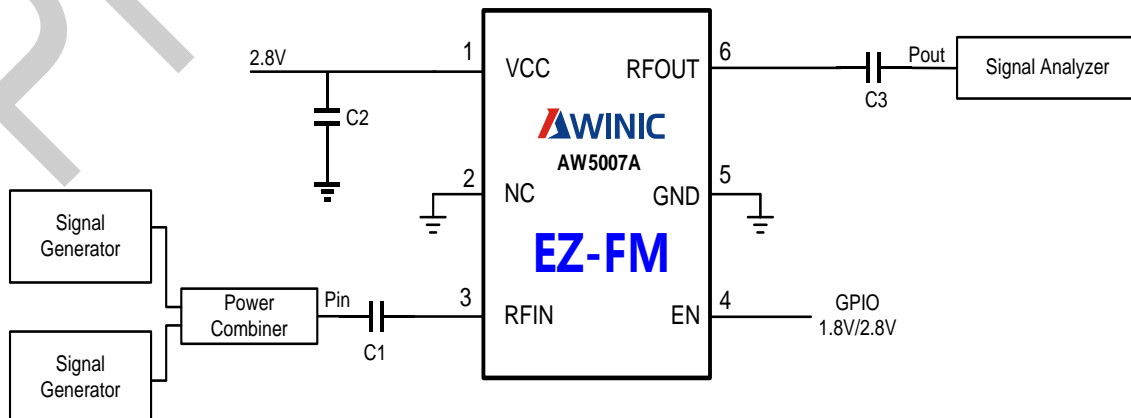 2.8V
1
VCC
C2
RFOUT
6
Pout
C3
Signal Analyzer
AWINIC
AW5007A
2
NC
GND
5
EZ-FM
Signal
Generator
Signal
Generator
Power
Combiner
Pin
C1
3
RFIN
EN
4
GPIO
1.8V/2.8V